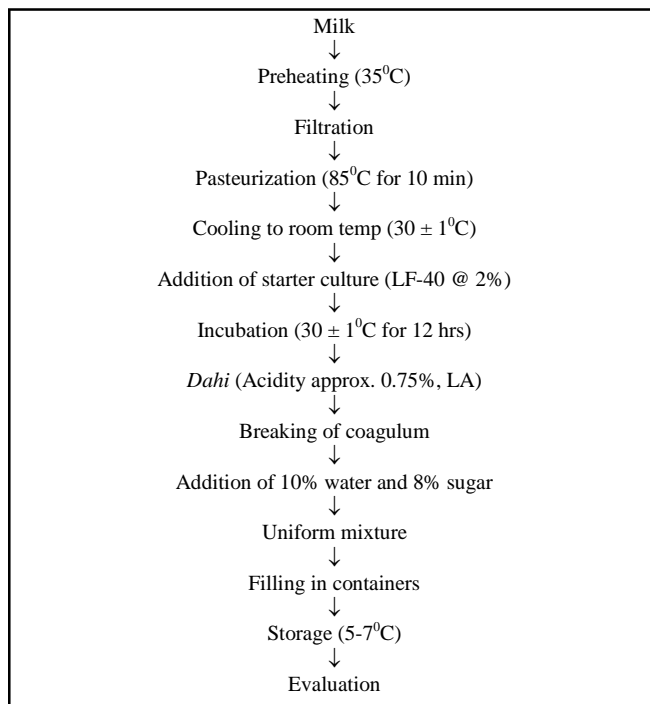 Milk
↓
Preheating (35⁰C)
↓
Filtration
↓
Pasteurization (85⁰C for 10 min)
↓
Cooling to room temp (30 ± 1⁰C)
↓
Addition of starter culture (LF-40 @ 2%)
↓
Incubation (30 ± 1⁰C for 12 hrs)
↓
Dahi (Acidity approx. 0.75%, LA)
↓
Breaking of coagulum
↓
Addition of 10% water and 8% sugar
↓
Uniform mixture
↓
Filling in containers
↓
Storage (5-7⁰C)
↓
Evaluation